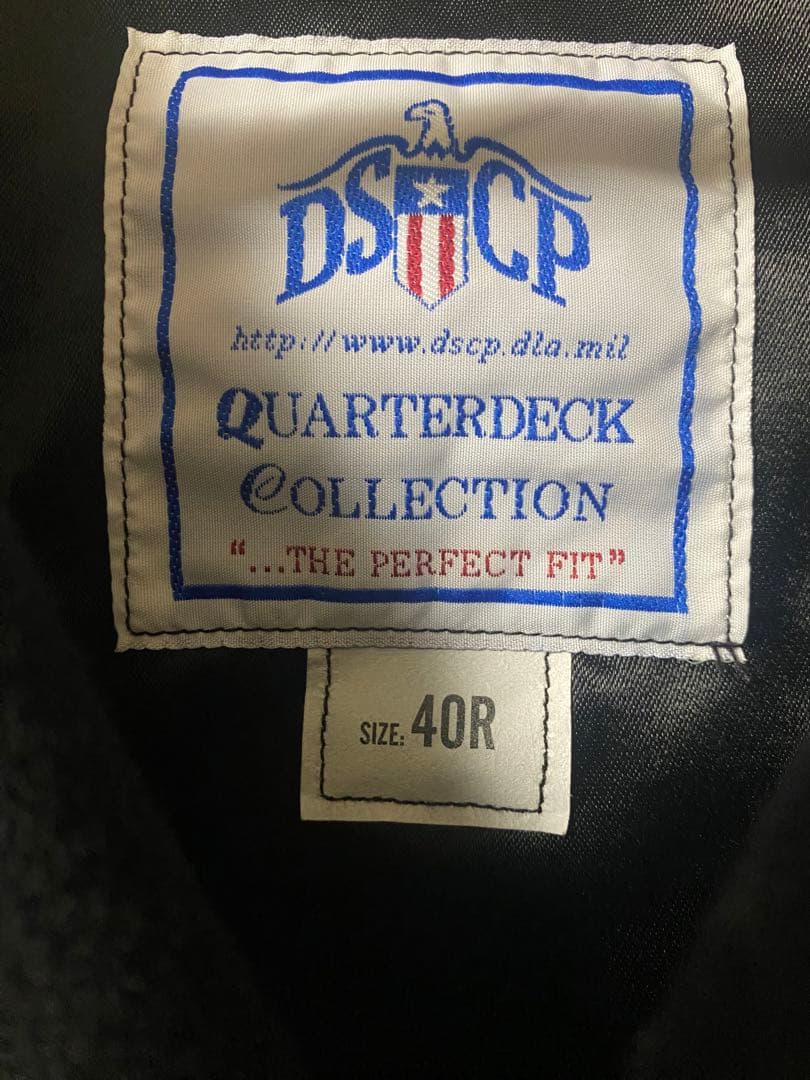 DSCP
http://www.dscp.dla.mil
QUARTERDECK
COLLECTION
"...THE PERFECT FIT"
SIZE: 40R